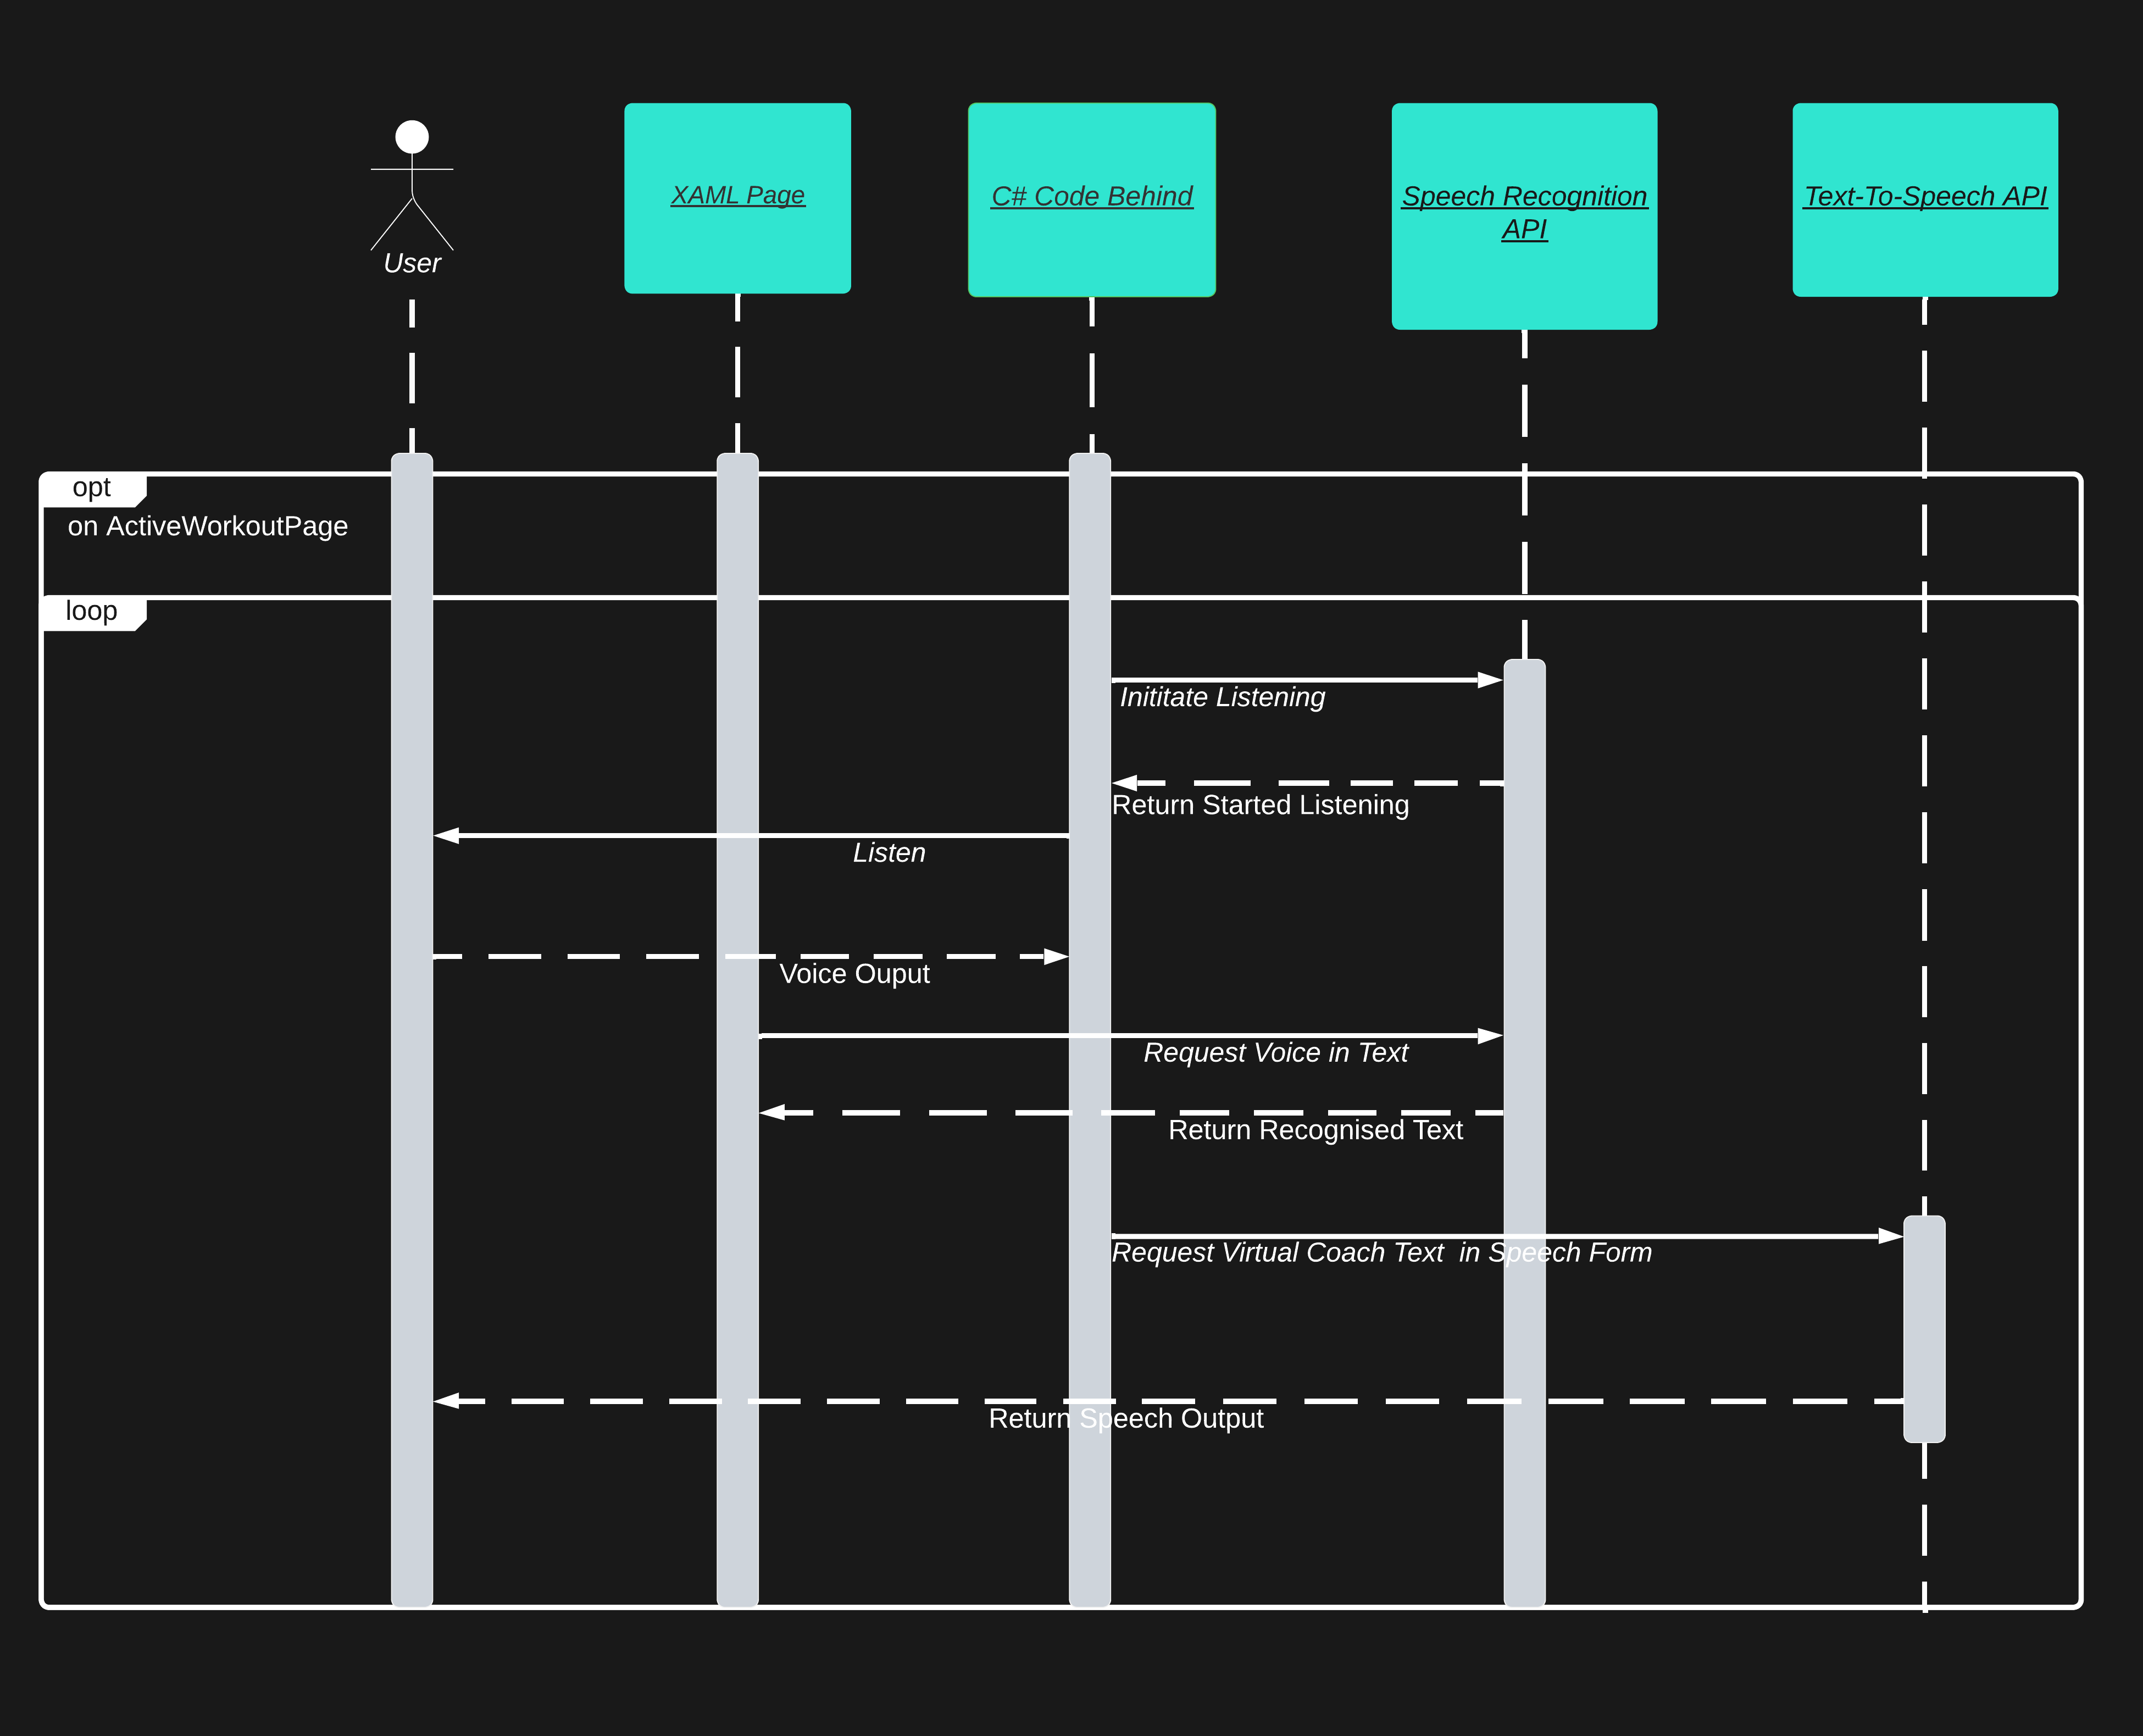 User
XAML Page
C# Code Behind
Speech Recognition
API
Text-To-Speech API
opt
on ActiveWorkoutPage
loop
Inititate Listening
Return Started Listening
Listen
Voice Ouput
Request Voice in Text
Return Recognised Text
Request Virtual Coach Text  in Speech Form
Return Speech Output